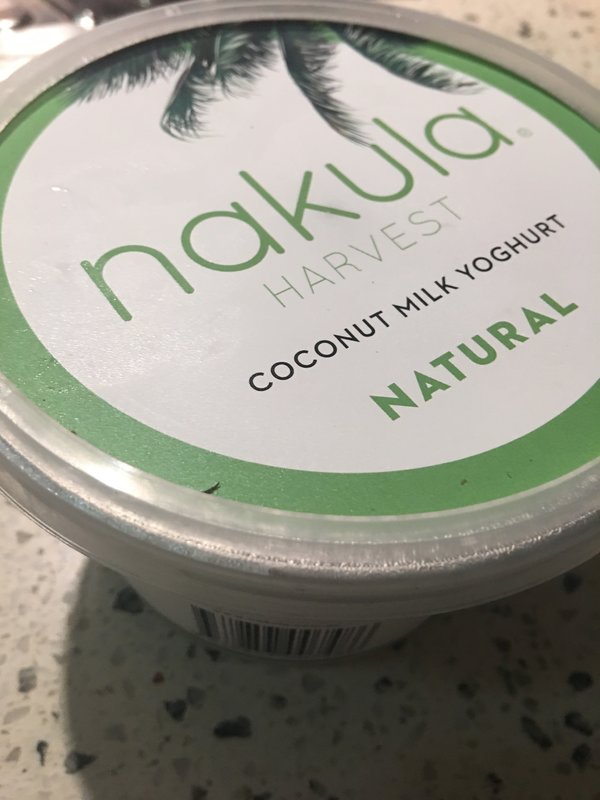 nakula®
HARVEST
COCONUT MILK YOGHURT
NATURAL